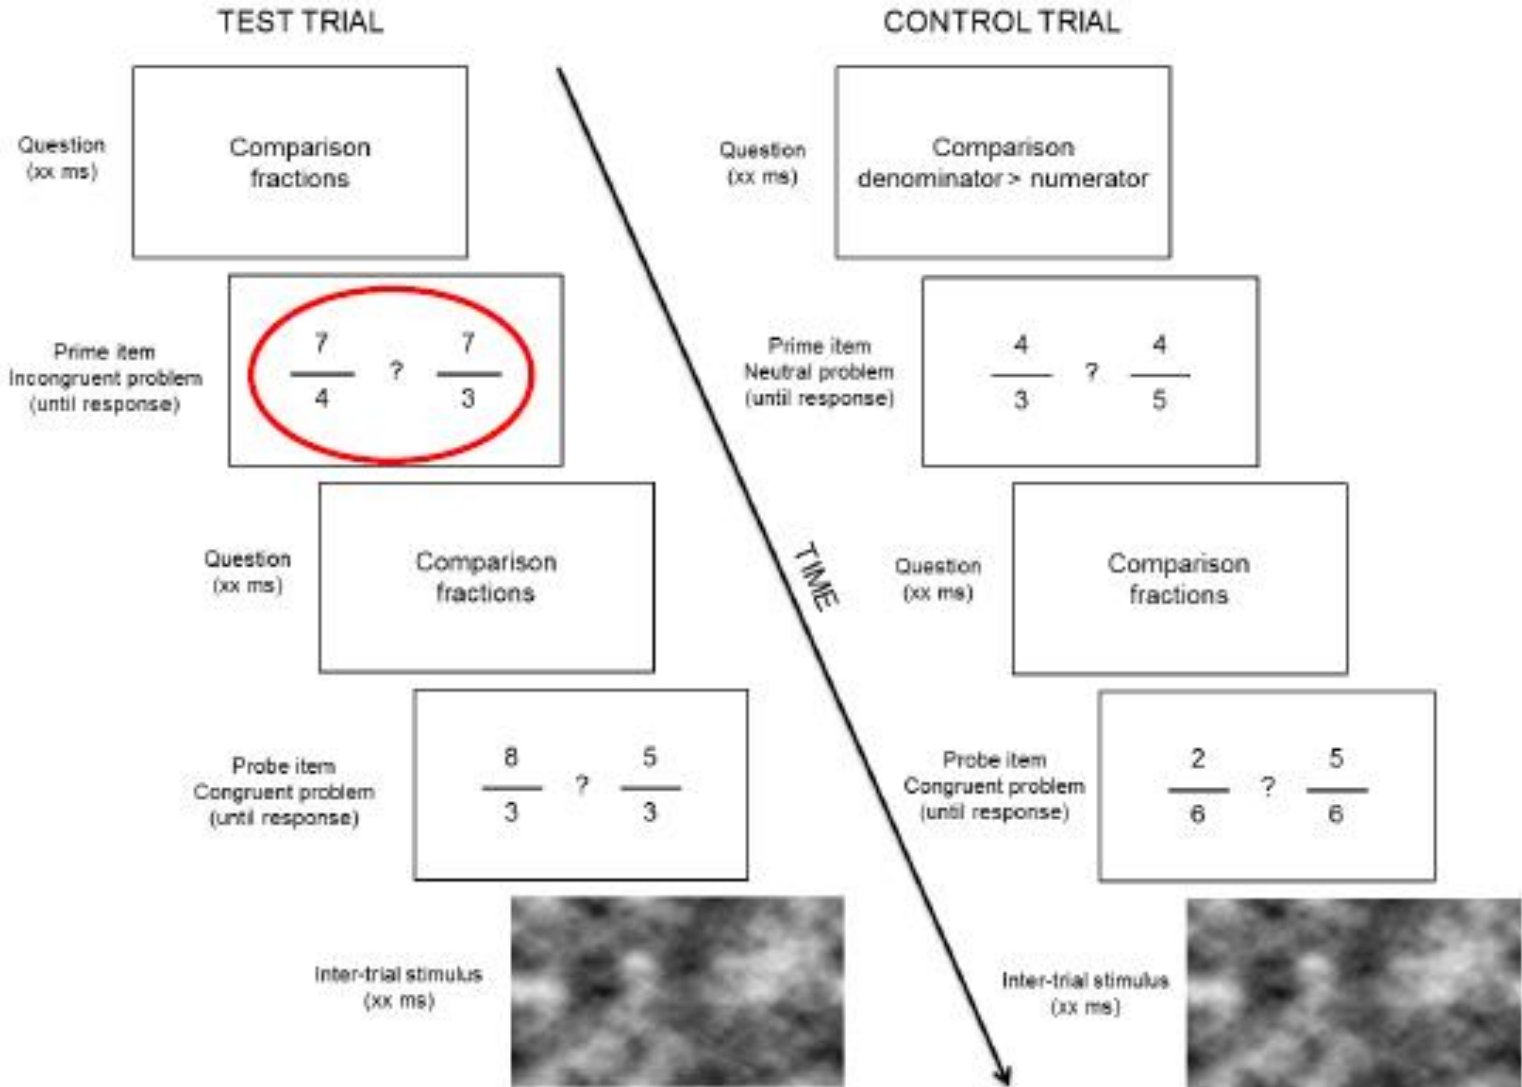 TEST TRIAL
CONTROL TRIAL
Question
(xx ms)
Comparison
fractions
Question
(xx ms)
Comparison
denominator > numerator
Prime item
Incongruent problem
(until response)
7 ? 7
4 3
Prime item
Neutral problem
(until response)
4 ? 4
3 5
Question
(xx ms)
Comparison
fractions
TIME
Question
(xx ms)
Comparison
fractions
Probe item
Congruent problem
(until response)
8 ? 5
3 3
Probe item
Congruent problem
(until response)
2 ? 5
6 6
Inter-trial stimulus
(xx ms)
Inter-trial stimulus
(xx ms)